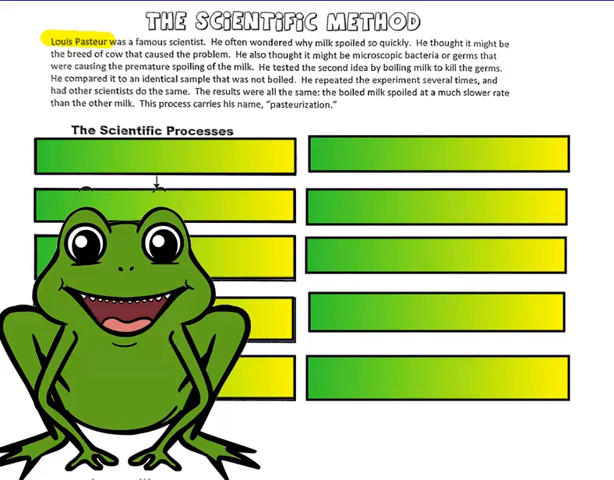 THE SCIENTIFIC METHOD
Louis Pasteur was a famous scientist. He often wondered why milk spoiled so quickly. He thought it might be
the breed of cow that caused the problem. He also thought it might be microscopic bacteria or germs that
were causing the premature spoiling of the milk. He tested the second idea by boiling milk to kill the germs.
He compared it to an identical sample that was not boiled. He repeated the experiment several times, and
had other scientists do the same. The results were all the same: the boiled milk spoiled at a much slower rate
than the other milk. This process carries his name, “pasteurization.”
The Scientific Processes